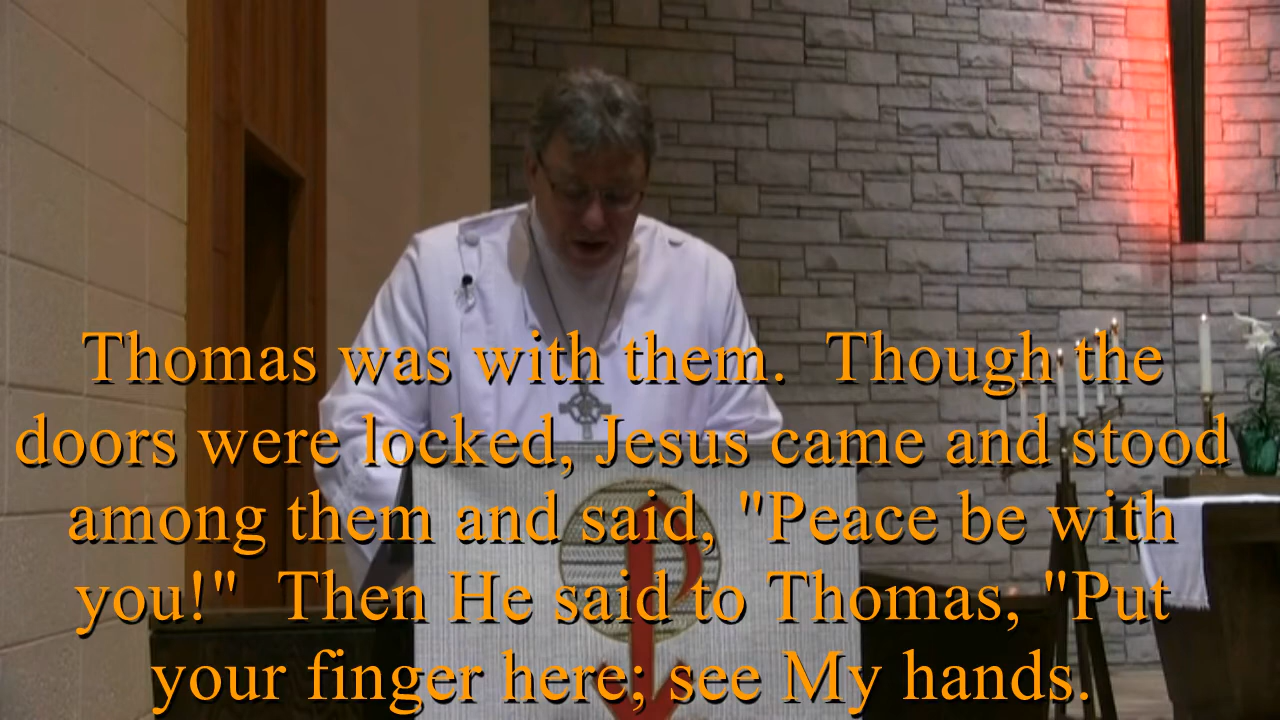 Thomas was with them.  Though the
doors were locked, Jesus came and stood
among them and said, "Peace be with
you!"  Then He said to Thomas, "Put
your finger here; see My hands.